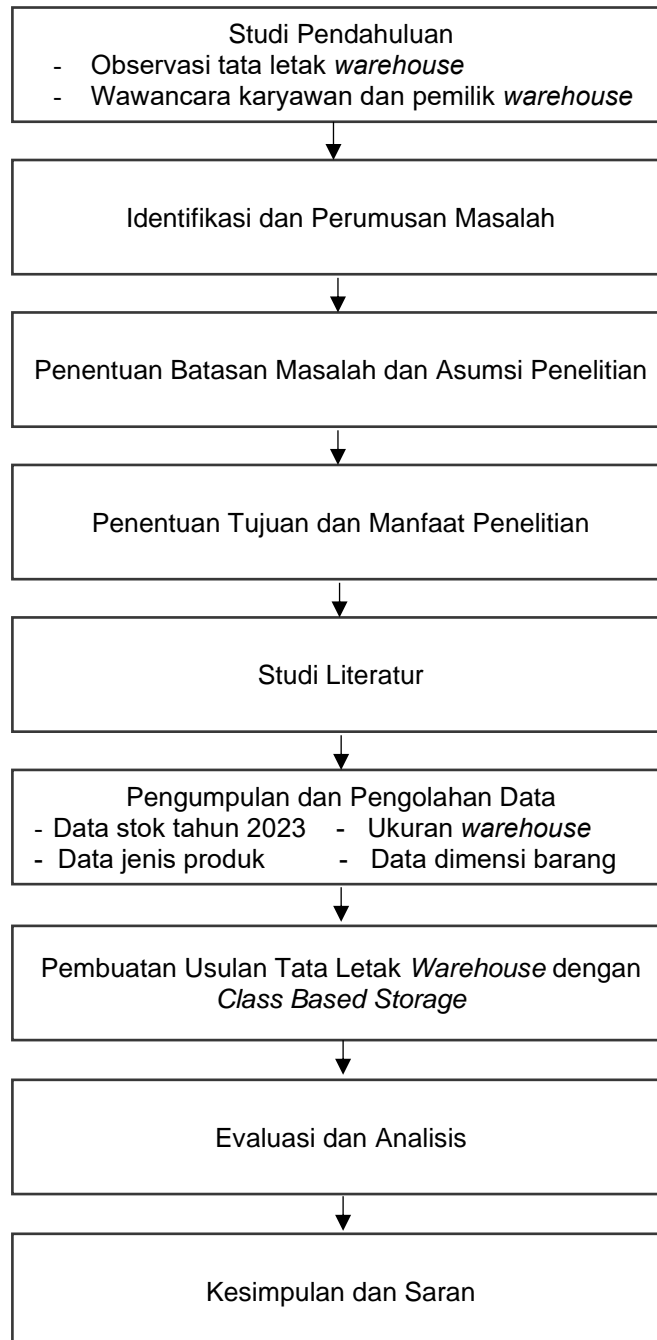 Studi Pendahuluan
- Observasi tata letak warehouse
- Wawancara karyawan dan pemilik warehouse
Identifikasi dan Perumusan Masalah
Penentuan Batasan Masalah dan Asumsi Penelitian
Penentuan Tujuan dan Manfaat Penelitian
Studi Literatur
Pengumpulan dan Pengolahan Data
- Data stok tahun 2023 - Ukuran warehouse
- Data jenis produk - Data dimensi barang
Pembuatan Usulan Tata Letak Warehouse dengan
Class Based Storage
Evaluasi dan Analisis
Kesimpulan dan Saran